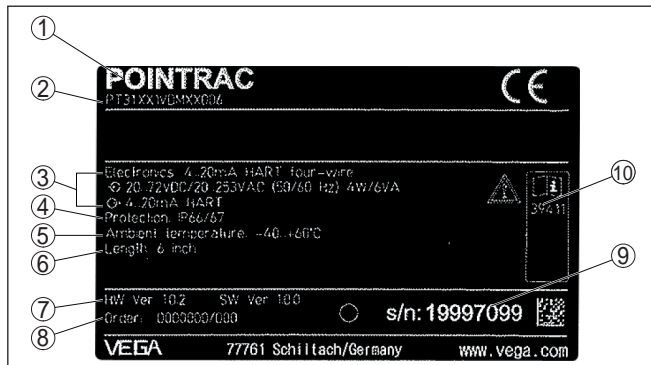 1
POINTRAC
2
PT31XXIVDMXX006
3
Electronics 4..20mA HART four-wire
20..72VDC/20..253VAC (50/60 Hz) 4W/6VA
4..20mA HART
10
39411
4
Protection: IP66/67
5
Ambient temperature: -40..+60°C
6
Length 6 inch
9
7
HW Ver 1.0.2 SW Ver 1.0.0
8
Order: 0000000/000
s/n: 19997099
VEGA 77761 Schiltach/Germany www.vega.com